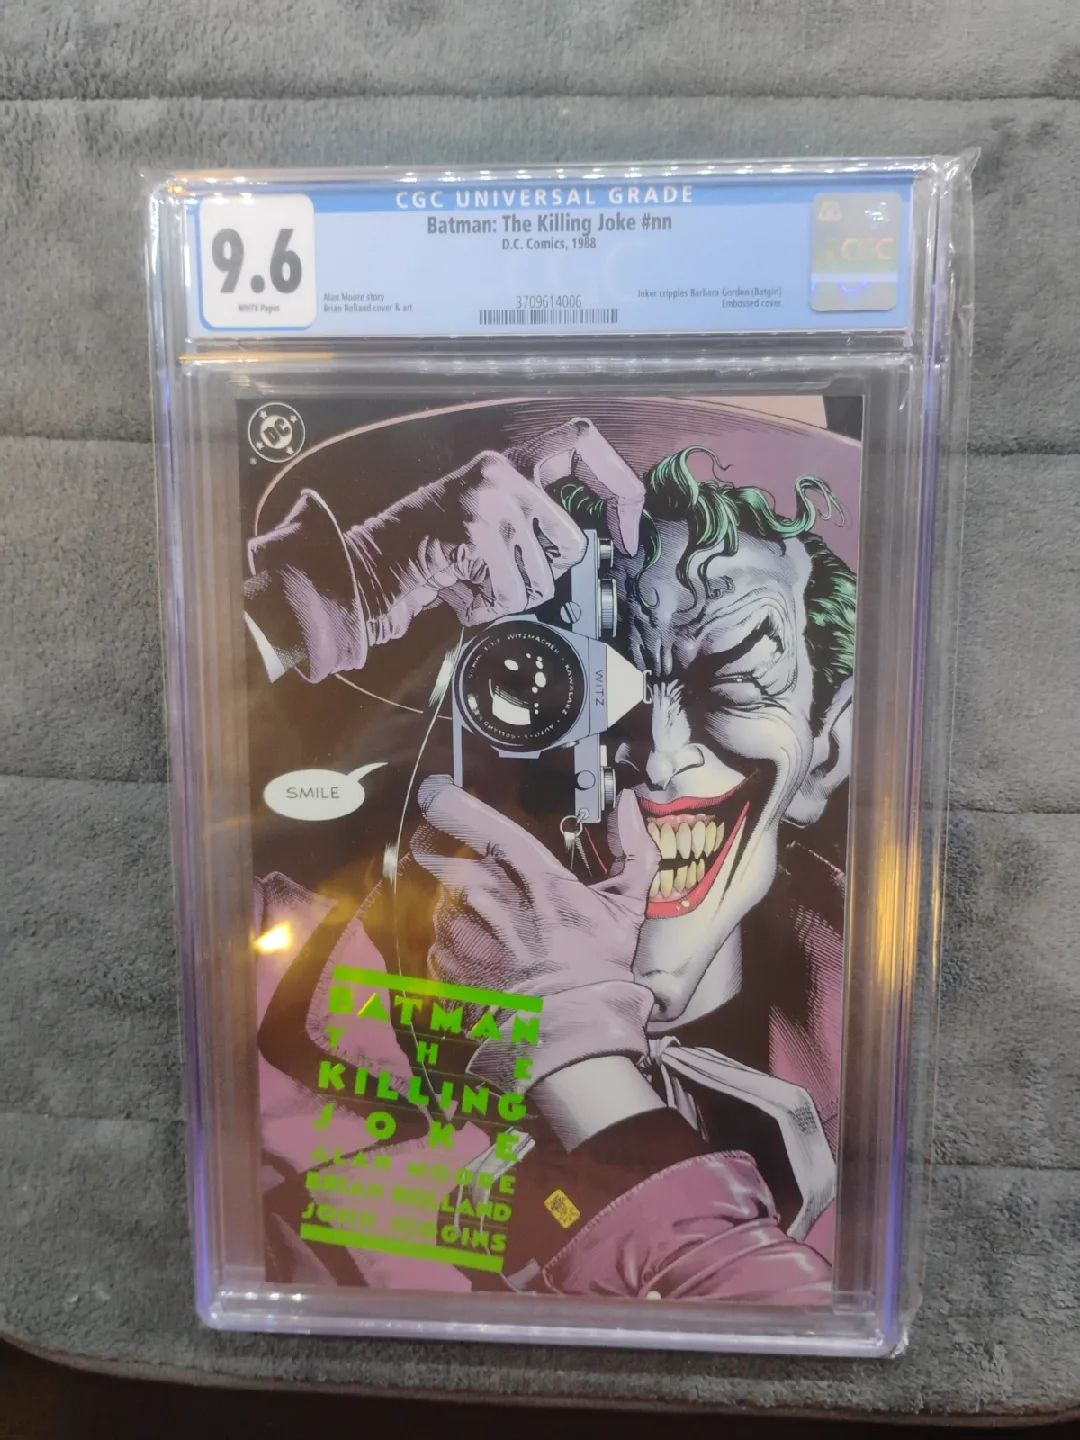 CGC UNIVERSAL GRADE
9.6
WHITE Pages
Batman: The Killing Joke #nn
D.C. Comics, 1988
Alan Moore story
Brian Bolland cover & art
3709614006
Joker cripples Barbara Gordon (Batgirl)
Embossed cover
CGC
DC
WITZ
SMILE
BATMAN
THE
KILLING
JOKE
ALAN MOORE
BRIAN BOLLAND
JOHN HIGGINS